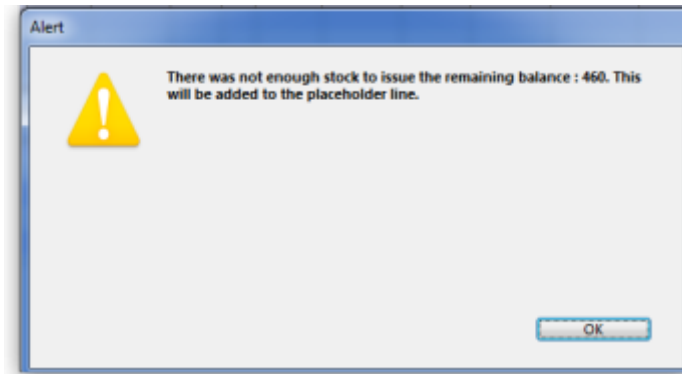 Alert
There was not enough stock to issue the remaining balance : 460. This
will be added to the placeholder line.
OK